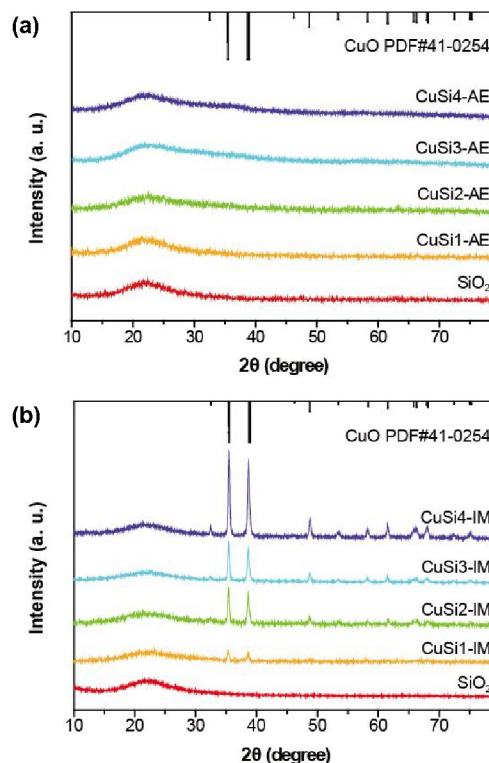 (a)
CuO PDF#41-0254
CuSi4-AE
CuSi3-AE
CuSi2-AE
CuSi1-AE
SiO₂
Intensity (a. u.)
10 20 30 40 50 60 70
2θ (degree)
(b)
CuO PDF#41-0254
CuSi4-IM
CuSi3-IM
CuSi2-IM
CuSi1-IM
SiO₂
Intensity (a. u.)
10 20 30 40 50 60 70
2θ (degree)